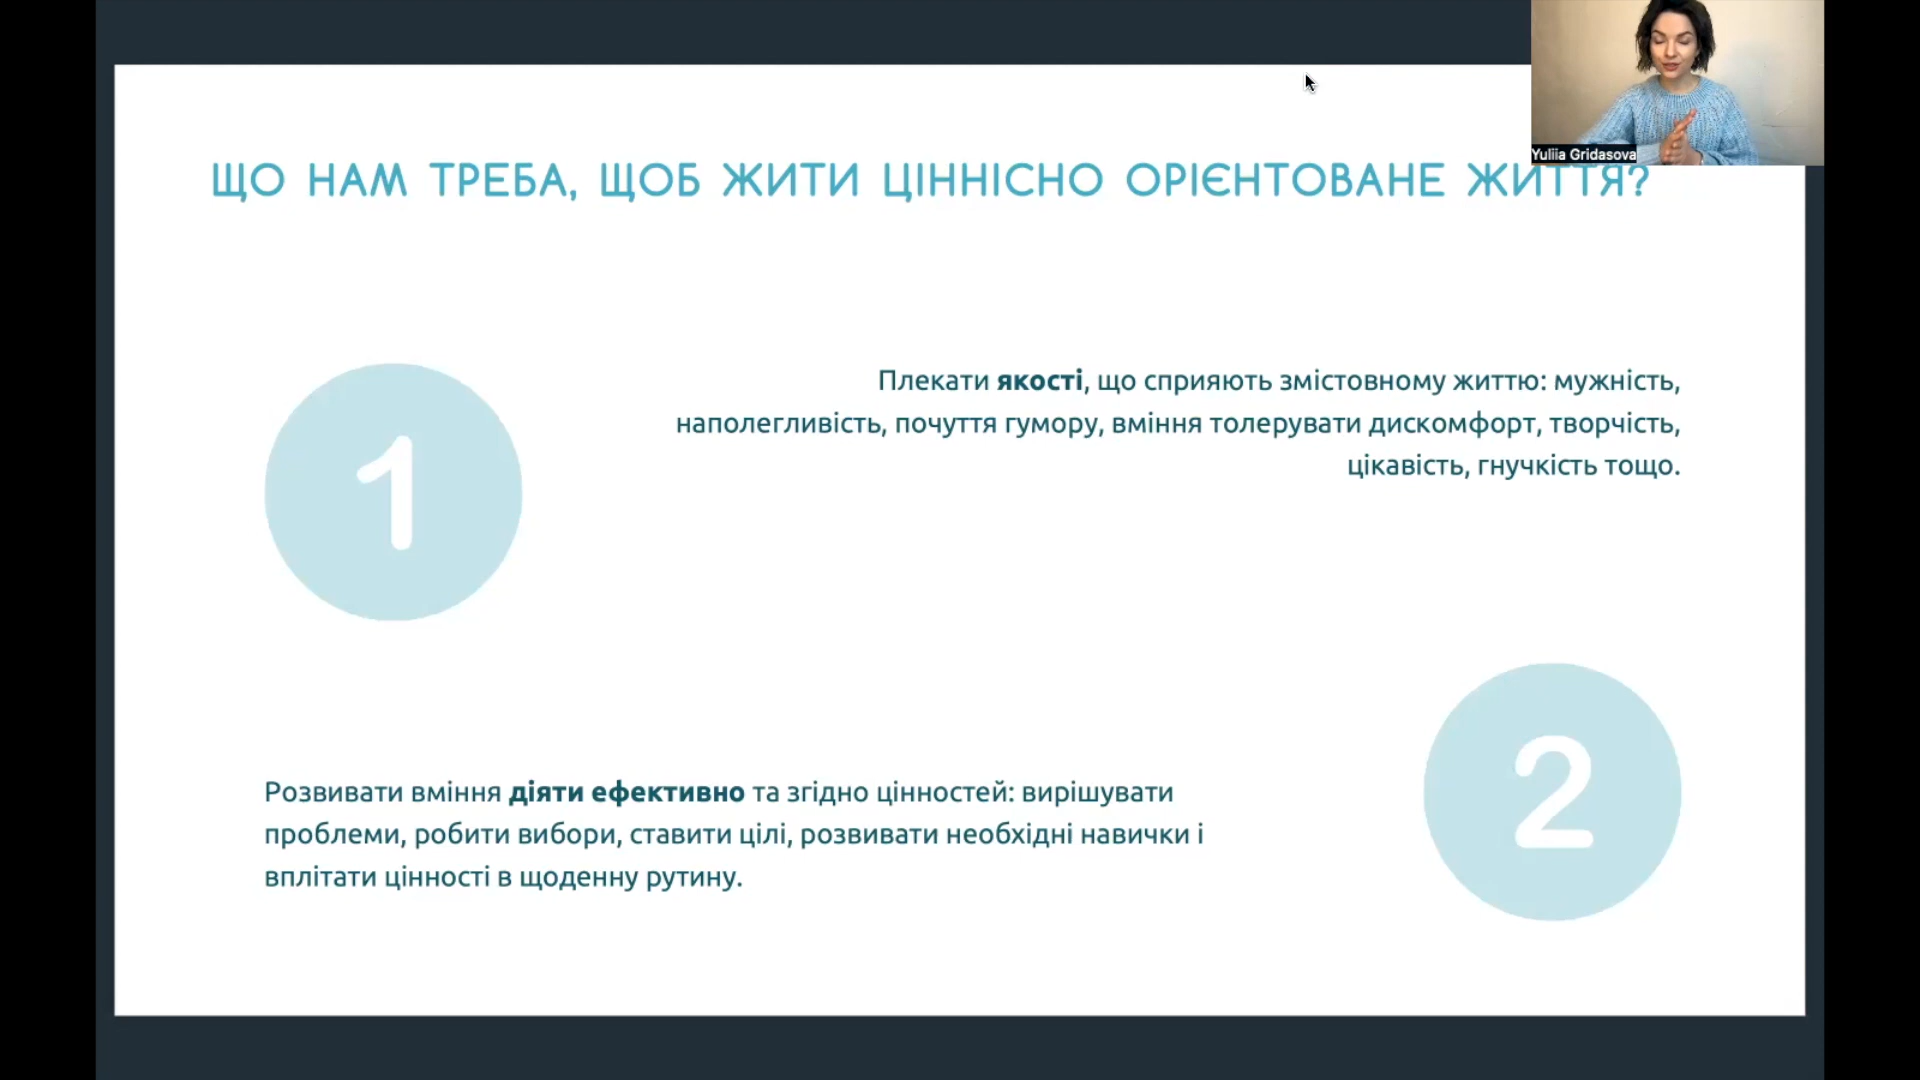 Yuliia Gridasova
ЩО НАМ ТРЕБА, ЩОБ ЖИТИ ЦІННІСНО ОРІЄНТОВАНЕ ЖИТТЯ?
1
Плекати якості, що сприяють змістовному життю: мужність,
наполегливість, почуття гумору, вміння толерувати дискомфорт, творчість,
цікавість, гнучкість тощо.
Розвивати вміння діяти ефективно та згідно цінностей: вирішувати
проблеми, робити вибори, ставити цілі, розвивати необхідні навички і
вплітати цінності в щоденну рутину.
2